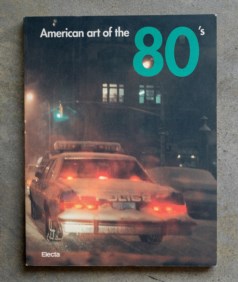 American art of the 80's
POLICE
Electa